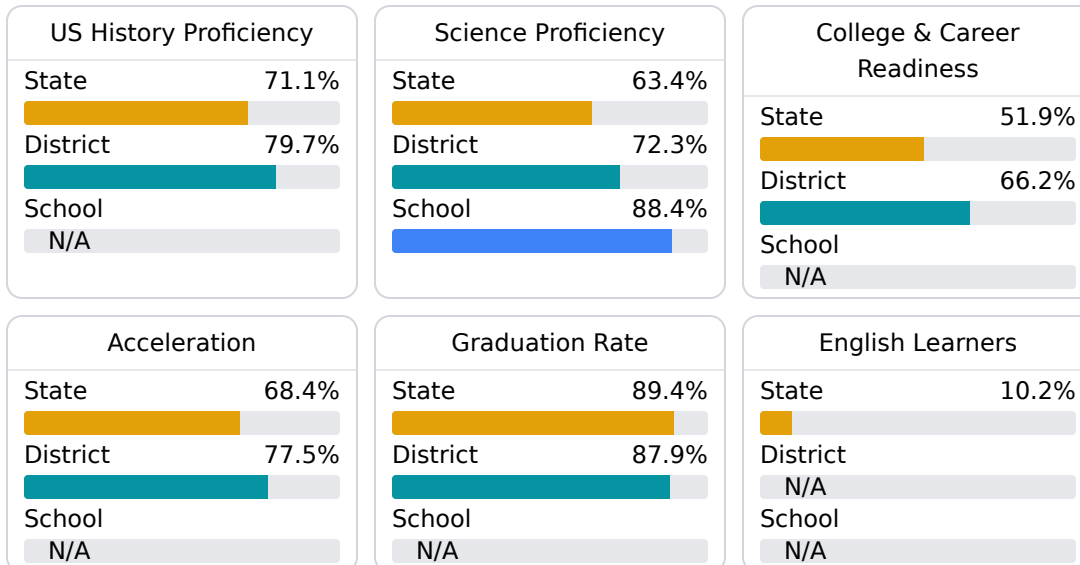 US History Proficiency
State 71.1%
District 79.7%
School
N/A
Science Proficiency
State 63.4%
District 72.3%
School 88.4%
College & Career
Readiness
State 51.9%
District 66.2%
School
N/A
Acceleration
State 68.4%
District 77.5%
School
N/A
Graduation Rate
State 89.4%
District 87.9%
School
N/A
English Learners
State 10.2%
District
N/A
School
N/A